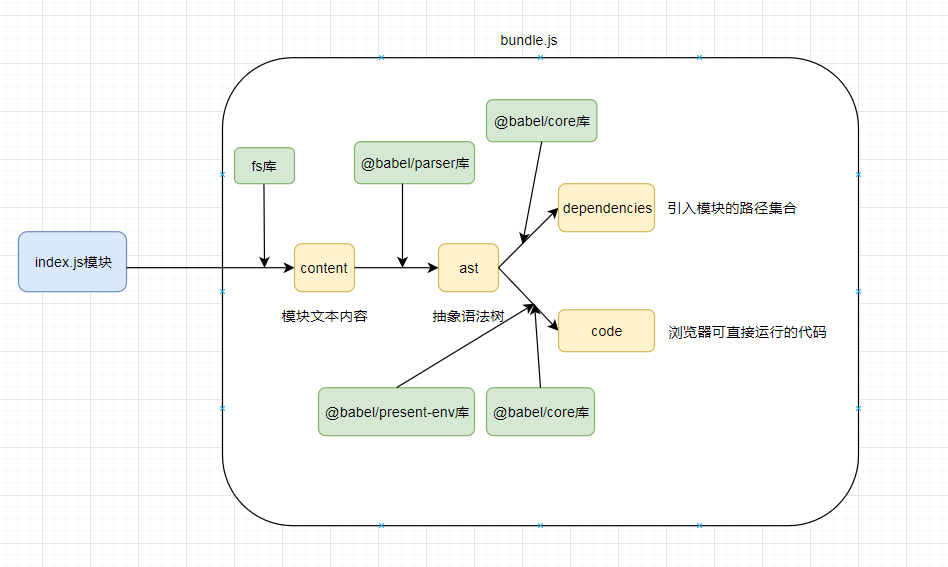 bundle.js
@babel/core库
fs库
@babel/parser库
dependencies
引入模块的路径集合
index.js模块
content
ast
模块文本内容
抽象语法树
code
浏览器可直接运行的代码
@babel/present-env库
@babel/core库